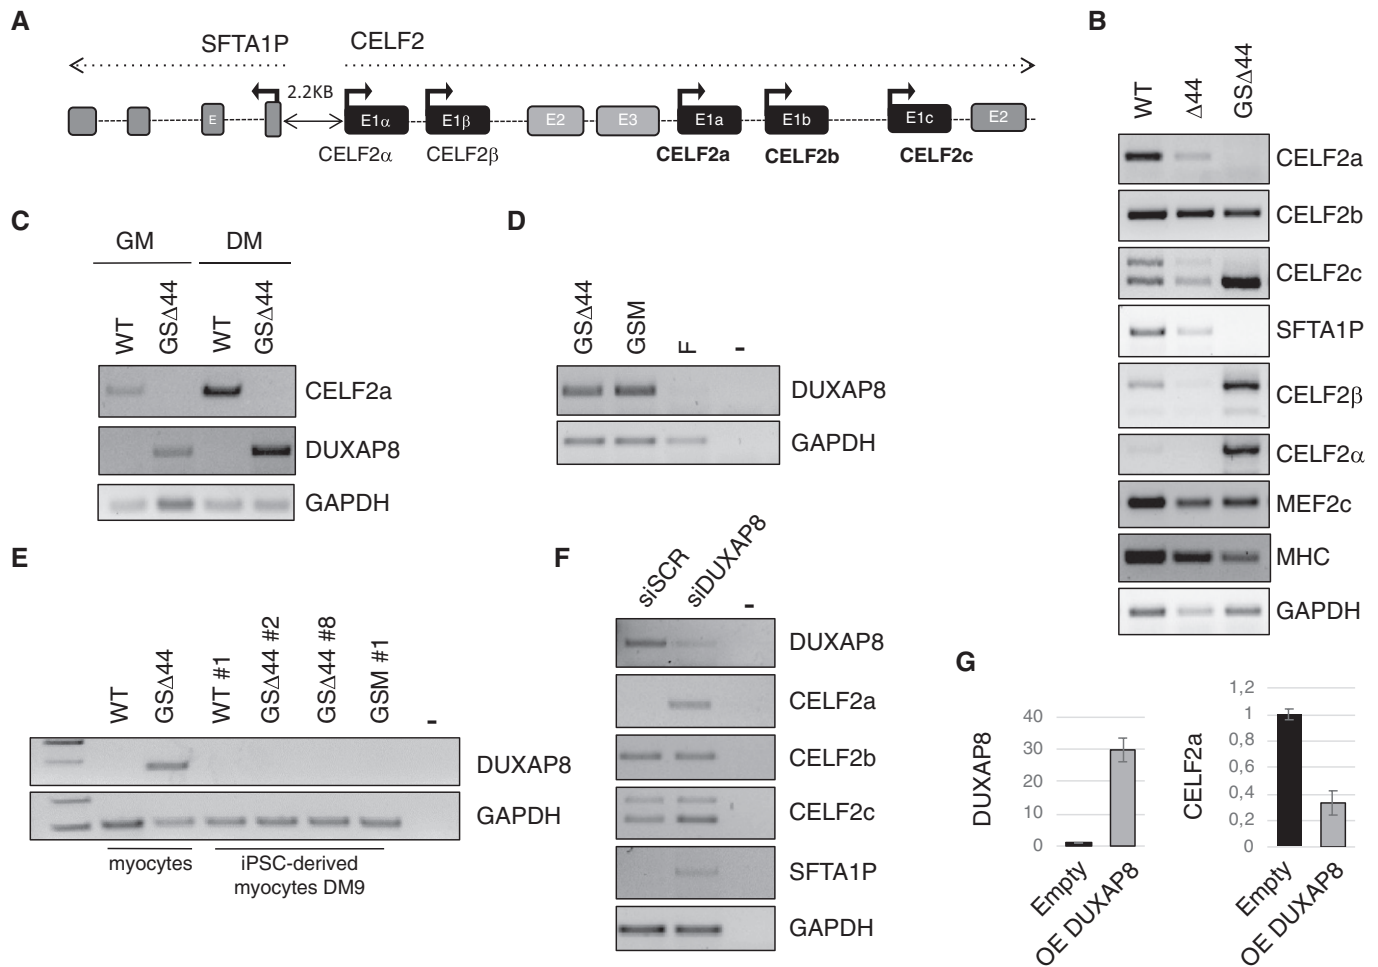 A
SFTA1P
CELF2
2.2KB
E
E1α
E1β
E2
E3
E1a
E1b
E1c
E2
CELF2α
CELF2β
CELF2a
CELF2b
CELF2c
B
WT
Δ44
GSΔ44
CELF2a
CELF2b
CELF2c
SFTA1P
CELF2β
CELF2α
MEF2c
MHC
GAPDH
C
GM
DM
WT
GSΔ44
WT
GSΔ44
CELF2a
DUXAP8
GAPDH
D
GSΔ44
GSM
F
-
DUXAP8
GAPDH
E
WT
GSΔ44
WT #1
GSΔ44 #2
GSΔ44 #8
GSM #1
-
DUXAP8
GAPDH
myocytes
iPSC-derived
myocytes DM9
F
siSCR
siDUXAP8
-
DUXAP8
CELF2a
CELF2b
CELF2c
SFTA1P
GAPDH
G
DUXAP8
40
30
20
10
0
Empty
OE DUXAP8
CELF2a
1,2
1
0,8
0,6
0,4
0,2
0
Empty
OE DUXAP8